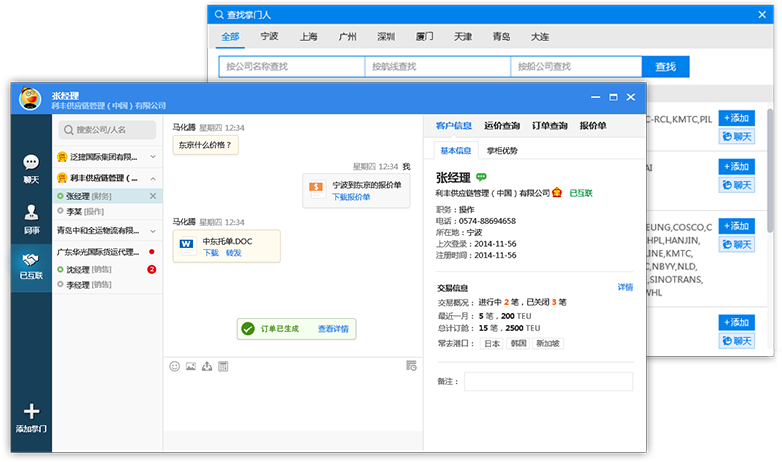 查找掌门人
全部 宁波 上海 广州 深圳 厦门 天津 青岛 大连
按公司名称查找 按航线查找 按船公司查找 查找
C-RCL,KMTC,PIL
+添加
聊天
AI
+添加
聊天
EUNG,COSCO,C
HPL,HANJIN,
LINE,KMTC,
C,NBYY,NLD,
,SINOTRANS,
WHL
+添加
聊天
+添加
聊天
张经理
利丰供应链管理(中国)有限公司
聊天
同事
已互联
添加掌门
搜索公司/人名
泛捷国际集团有限...
利丰供应链管理(...
张经理 [财务]
李某 [操作]
青岛中和全运物流有限...
广东华光国际货运代理...
沈经理 [销售] 2
李经理 [销售]
马化腾 星期四 12:34
东京什么价格?
星期四 12:34 我
宁波到东京的报价单
下载报价单
马化腾 星期四 12:34
中东托单.DOC
下载 转发
订单已生成 查看详情
客户信息 运价查询 订单查询 报价单
基本信息 掌柜优势
张经理
利丰供应链管理(中国)有限公司 已互联
职务:操作
电话:0574-88694658
所在地:宁波
上次登录:2014-11-56
注册时间:2014-11-56
交易信息 详情
交易概况: 进行中 2 笔,已关闭 3 笔
最近一月: 5 笔,200 TEU
总计订舱: 15 笔,2500 TEU
常去港口: 日本 韩国 新加坡
备注: